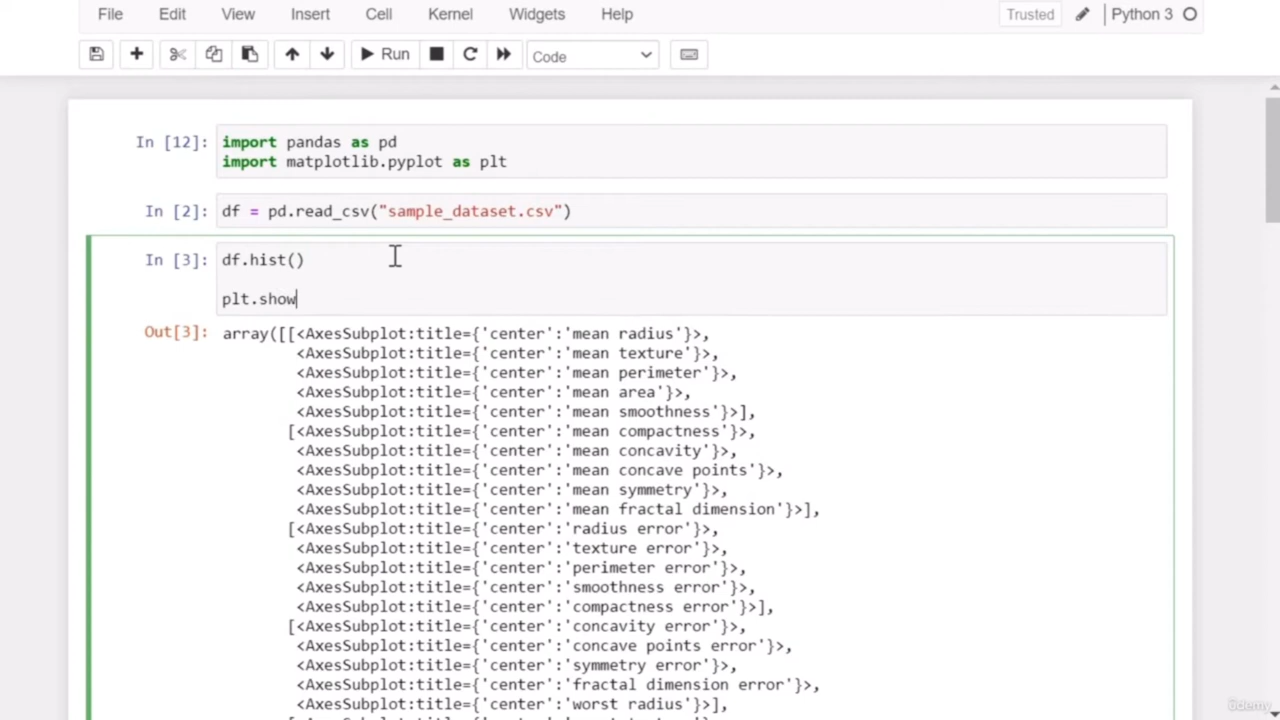 File Edit View Insert Cell Kernel Widgets Help Trusted Python 3
Run Code
In [12]: import pandas as pd
import matplotlib.pyplot as plt
In [2]: df = pd.read_csv("sample_dataset.csv")
In [3]: df.hist()
plt.show
Out[3]: array([[<AxesSubplot:title={'center':'mean radius'}>,
<AxesSubplot:title={'center':'mean texture'}>,
<AxesSubplot:title={'center':'mean perimeter'}>,
<AxesSubplot:title={'center':'mean area'}>,
<AxesSubplot:title={'center':'mean smoothness'}>],
[<AxesSubplot:title={'center':'mean compactness'}>,
<AxesSubplot:title={'center':'mean concavity'}>,
<AxesSubplot:title={'center':'mean concave points'}>,
<AxesSubplot:title={'center':'mean symmetry'}>,
<AxesSubplot:title={'center':'mean fractal dimension'}>],
[<AxesSubplot:title={'center':'radius error'}>,
<AxesSubplot:title={'center':'texture error'}>,
<AxesSubplot:title={'center':'perimeter error'}>,
<AxesSubplot:title={'center':'smoothness error'}>,
<AxesSubplot:title={'center':'compactness error'}>],
[<AxesSubplot:title={'center':'concavity error'}>,
<AxesSubplot:title={'center':'concave points error'}>,
<AxesSubplot:title={'center':'symmetry error'}>,
<AxesSubplot:title={'center':'fractal dimension error'}>,
<AxesSubplot:title={'center':'worst radius'}>],
ûdemy